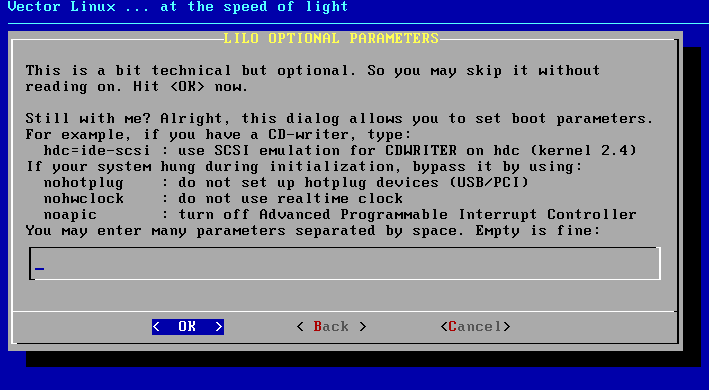 Vector Linux ... at the speed of light
LILO OPTIONAL PARAMETERS
This is a bit technical but optional. So you may skip it without
reading on. Hit <OK> now.
Still with me? Alright, this dialog allows you to set boot parameters.
For example, if you have a CD-writer, type:
hdc=ide-scsi : use SCSI emulation for CDWRITER on hdc (kernel 2.4)
If your system hung during initialization, bypass it by using:
nohotplug    : do not set up hotplug devices (USB/PCI)
nohwclock    : do not use realtime clock
noapic       : turn off Advanced Programmable Interrupt Controller
You may enter many parameters separated by space. Empty is fine:
< OK > < Back > <Cancel>